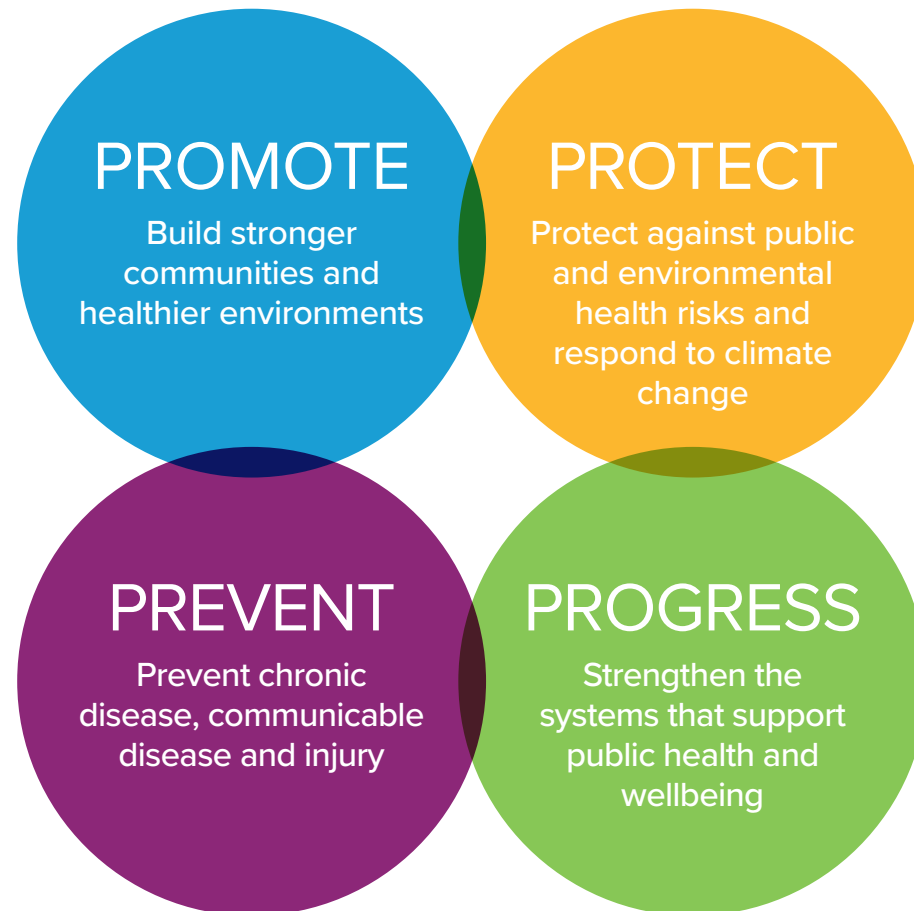 PROMOTE
Build stronger
communities and
healthier environments
PROTECT
Protect against public
and environmental
health risks and
respond to climate
change
PREVENT
Prevent chronic
disease, communicable
disease and injury
PROGRESS
Strengthen the
systems that support
public health and
wellbeing